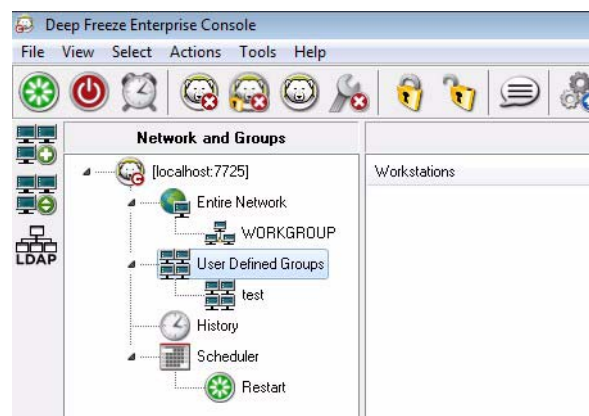 Deep Freeze Enterprise Console
File View Select Actions Tools Help
Network and Groups
[localhost:7725]
Workstations
Entire Network
WORKGROUP
User Defined Groups
LDAP
test
History
Scheduler
Restart